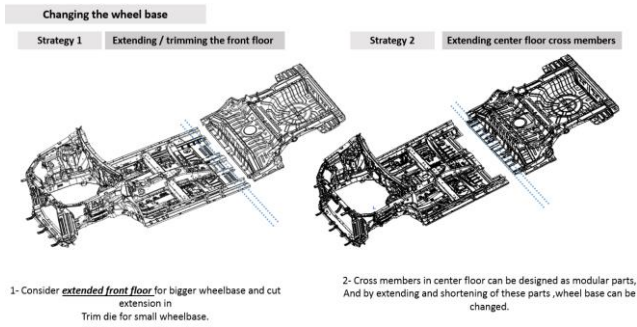 Changing the wheel base
Strategy 1
Extending / trimming the front floor
Strategy 2
Extending center floor cross members
1- Consider extended front floor for bigger wheelbase and cut
extension in
Trim die for small wheelbase.
2- Cross members in center floor can be designed as modular parts,
And by extending and shortening of these parts ,wheel base can be
changed.